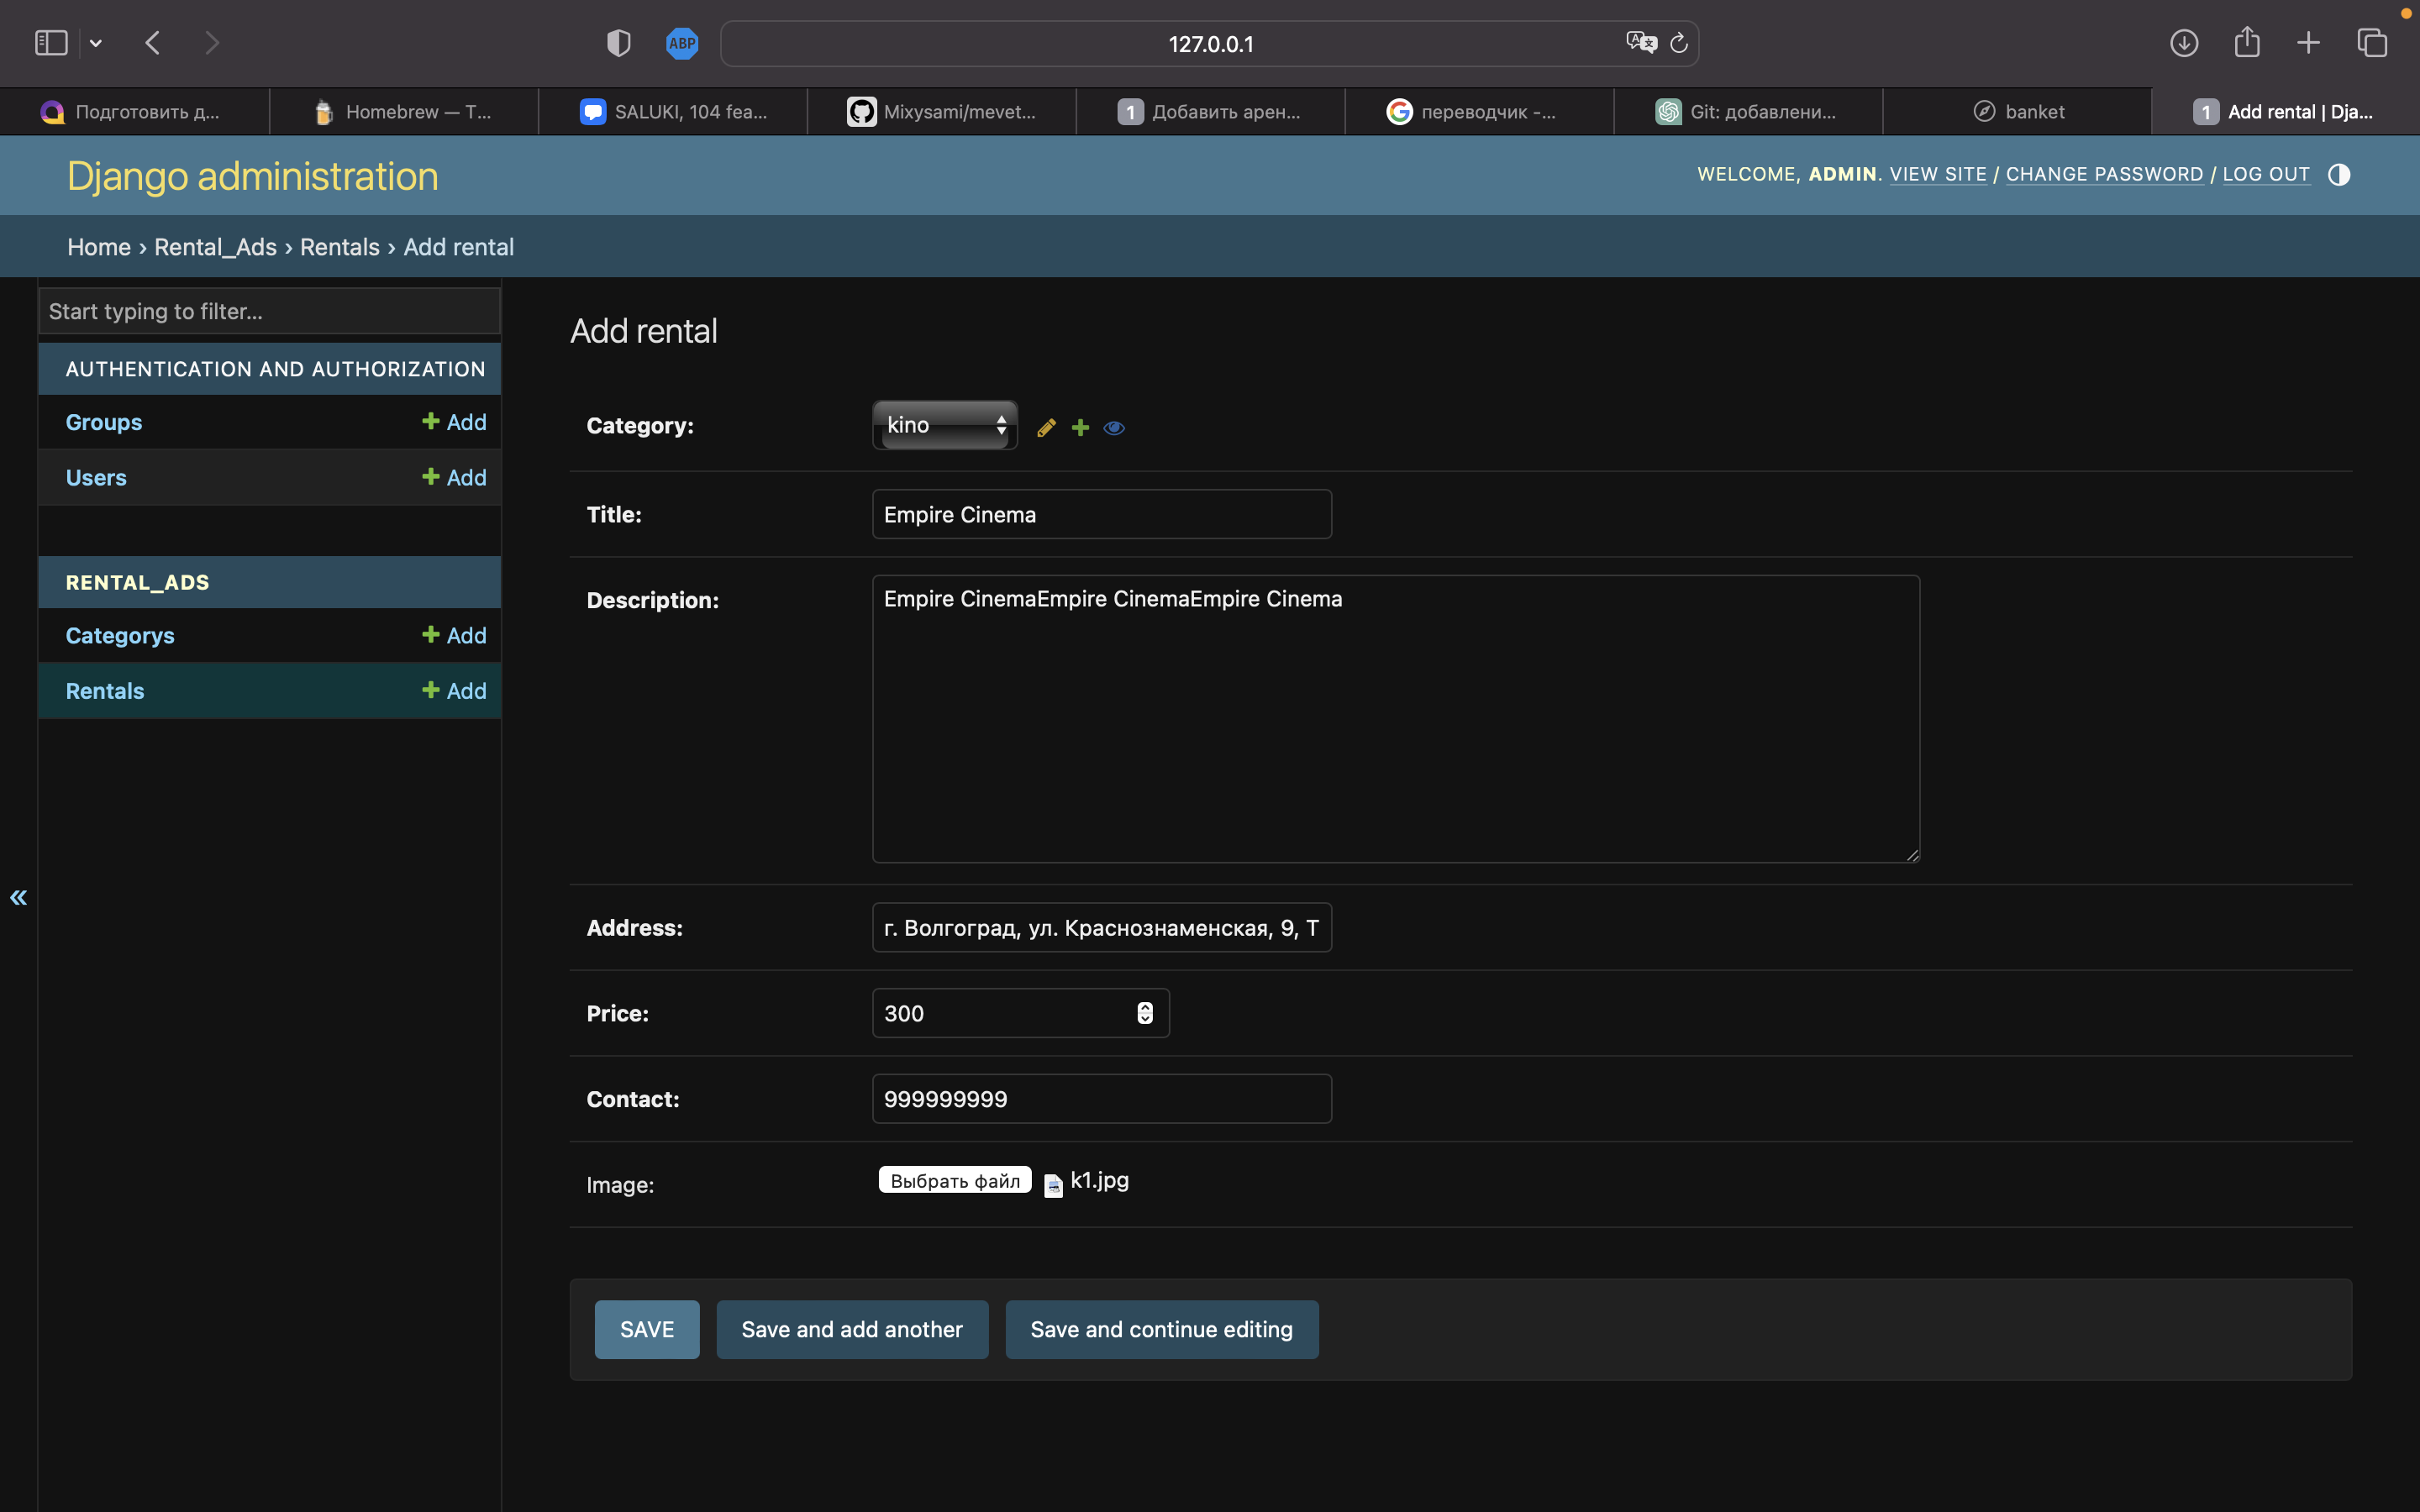 ABP
127.0.0.1
Подготовить д...
Homebrew — T...
SALUKI, 104 fea...
Mixysami/mevet...
1 Добавить арен...
переводчик -...
Git: добавлени...
banket
1 Add rental | Dja...
Django administration
WELCOME, ADMIN. VIEW SITE / CHANGE PASSWORD / LOG OUT
Home › Rental_Ads › Rentals › Add rental
Start typing to filter...
AUTHENTICATION AND AUTHORIZATION
Groups + Add
Users + Add
RENTAL_ADS
Categorys + Add
Rentals + Add
«
Add rental
Category: kino
Title: Empire Cinema
Description: Empire CinemaEmpire CinemaEmpire Cinema
Address: г. Волгоград, ул. Краснознаменская, 9, Т
Price: 300
Contact: 999999999
Image: Выбрать файл k1.jpg
SAVE Save and add another Save and continue editing